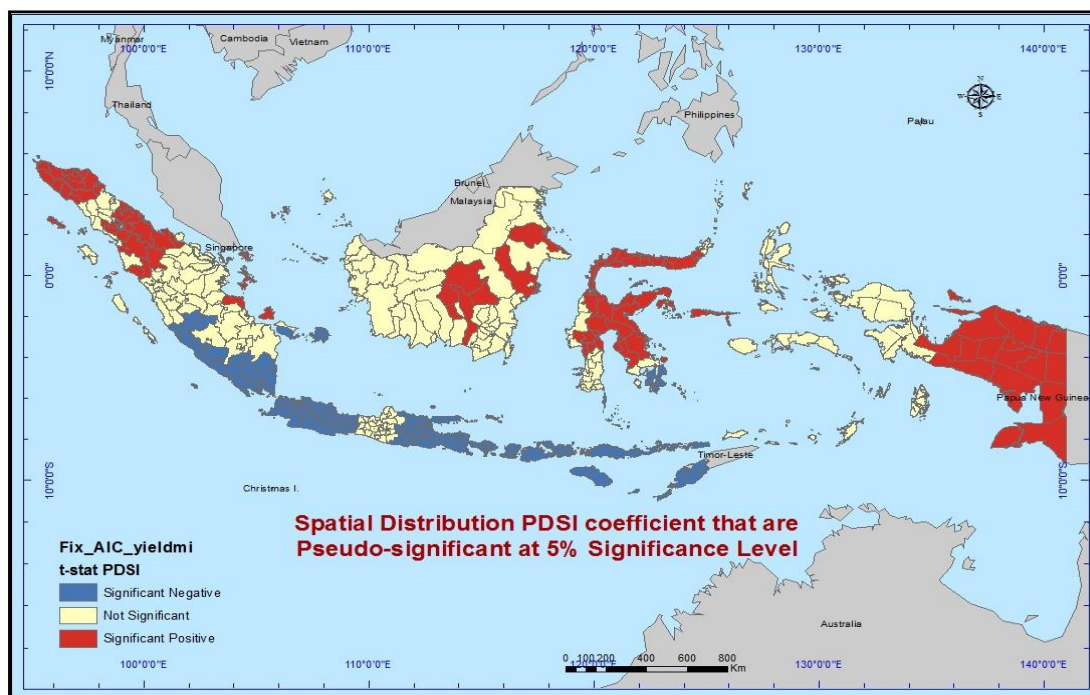 Myanmar
100°0'0"E
Cambodia
Vietnam
110°0'0"E
120°0'0"E
130°0'0"E
140°0'0"E
10°0'0"N
10°0'0"N
N
W
E
S
Thailand
Philippines
Palau
Brunei
Malaysia
Singapore
0°0'0"
0°0'0"
Papua New Guinea
Timor-Leste
10°0'0"S
10°0'0"S
Christmas I.
Spatial Distribution PDSI coefficient that are
Pseudo-significant at 5% Significance Level
Fix_AIC_yieldmi
t-stat PDSI
Significant Negative
Not Significant
Significant Positive
Australia
0 100 200 400 600 800
Km
100°0'0"E
110°0'0"E
120°0'0"E
130°0'0"E
140°0'0"E